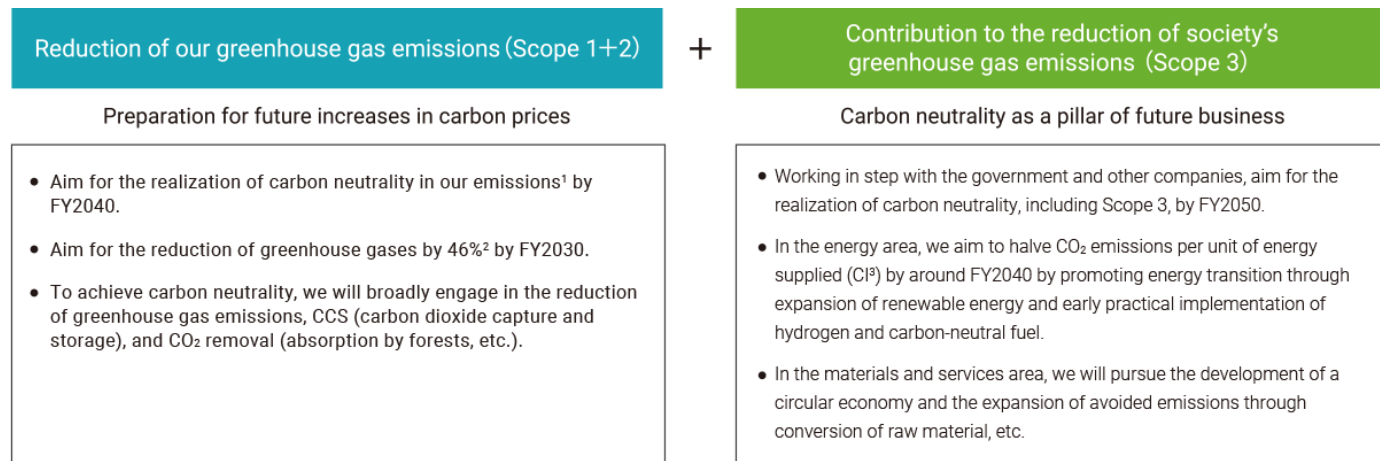 Reduction of our greenhouse gas emissions (Scope 1+2)
Preparation for future increases in carbon prices
• Aim for the realization of carbon neutrality in our emissions¹ by
FY2040.
• Aim for the reduction of greenhouse gases by 46%² by FY2030.
• To achieve carbon neutrality, we will broadly engage in the reduction
of greenhouse gas emissions, CCS (carbon dioxide capture and
storage), and CO₂ removal (absorption by forests, etc.).
+
Contribution to the reduction of society's
greenhouse gas emissions (Scope 3)
Carbon neutrality as a pillar of future business
• Working in step with the government and other companies, aim for the
realization of carbon neutrality, including Scope 3, by FY2050.
• In the energy area, we aim to halve CO₂ emissions per unit of energy
supplied (CI³) by around FY2040 by promoting energy transition through
expansion of renewable energy and early practical implementation of
hydrogen and carbon-neutral fuel.
• In the materials and services area, we will pursue the development of a
circular economy and the expansion of avoided emissions through
conversion of raw material, etc.